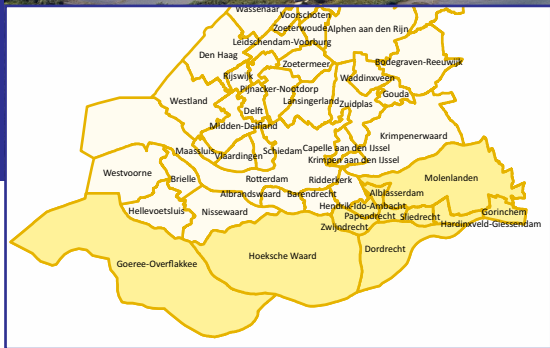 Wassenaar
Voorschoten
Zoeterwoude
Alphen aan den Rijn
Leidschendam-Voorburg
Den Haag
Zoetermeer
Bodegraven-Reeuwijk
Rijswijk
Waddinxveen
Pijnacker-Nootdorp
Gouda
Westland
Lansingerland
Zuidplas
Delft
Midden-Delfland
Krimpenerwaard
Maassluis
Vlaardingen
Schiedam
Capelle aan den IJssel
Krimpen aan den IJssel
Westvoorne
Brielle
Rotterdam
Ridderkerk
Molenlanden
Albrandswaard
Barendrecht
Alblasserdam
Hellevoetsluis
Nissewaard
Hendrik-Ido-Ambacht
Papendrecht
Sliedrecht
Gorinchem
Zwijndrecht
Hardinxveld-Giessendam
Goeree-Overflakkee
Hoeksche Waard
Dordrecht